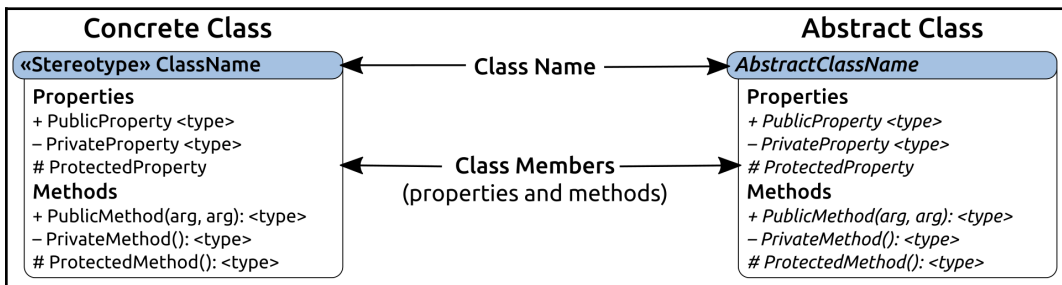 Concrete Class
«Stereotype» ClassName
Properties
+ PublicProperty <type>
– PrivateProperty <type>
# ProtectedProperty
Methods
+ PublicMethod(arg, arg): <type>
– PrivateMethod(): <type>
# ProtectedMethod(): <type>
Class Name
Class Members
(properties and methods)
Abstract Class
AbstractClassName
Properties
+ PublicProperty <type>
– PrivateProperty <type>
# ProtectedProperty
Methods
+ PublicMethod(arg, arg): <type>
– PrivateMethod(): <type>
# ProtectedMethod(): <type>